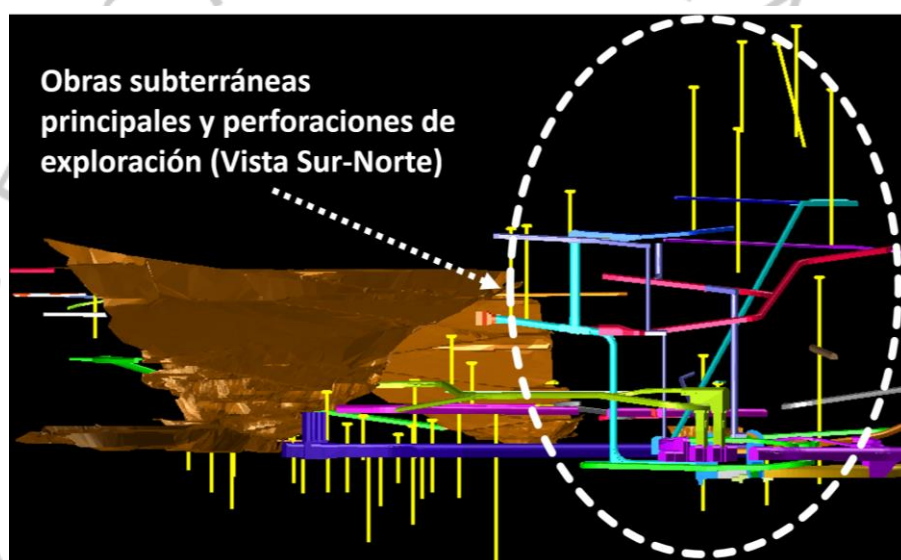 Obras subterráneas
principales y perforaciones de
exploración (Vista Sur-Norte)